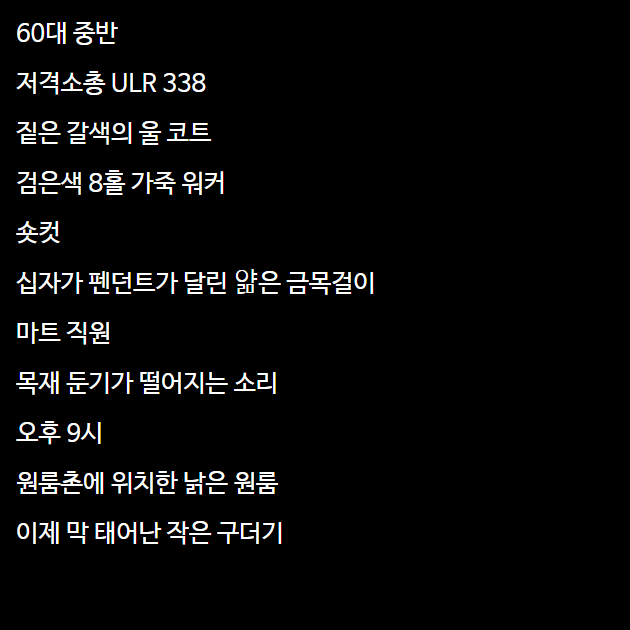 60대 중반
저격소총 ULR 338
짙은 갈색의 울 코트
검은색 8홀 가죽 워커
숏컷
십자가 펜던트가 달린 얇은 금목걸이
마트 직원
목재 둔기가 떨어지는 소리
오후 9시
원룸촌에 위치한 낡은 원룸
이제 막 태어난 작은 구더기